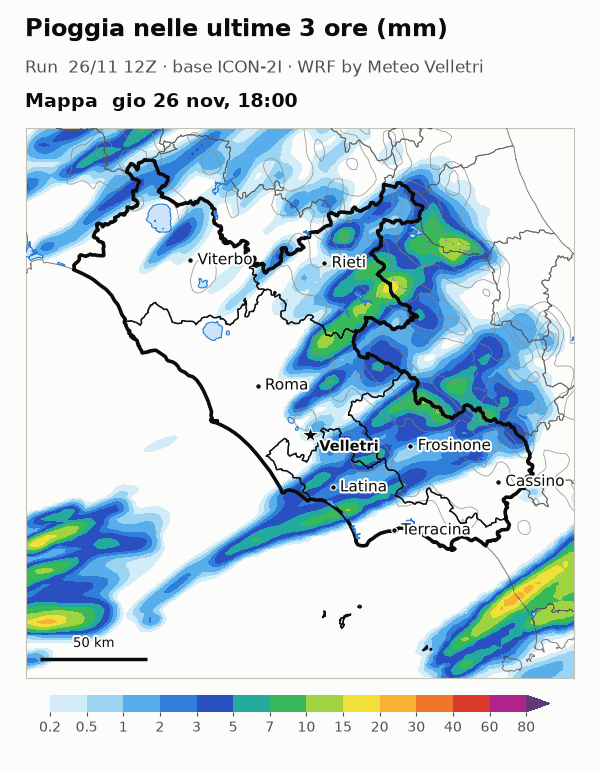 Pioggia nelle ultime 3 ore (mm)
Run 26/11 12Z · base ICON-2I · WRF by Meteo Velletri
Mappa gio 26 nov, 18:00
Viterbo
Rieti
Roma
Velletri
Frosinone
Latina
Cassino
Terracina
50 km
0.2 0.5 1 2 3 5 7 10 15 20 30 40 60 80